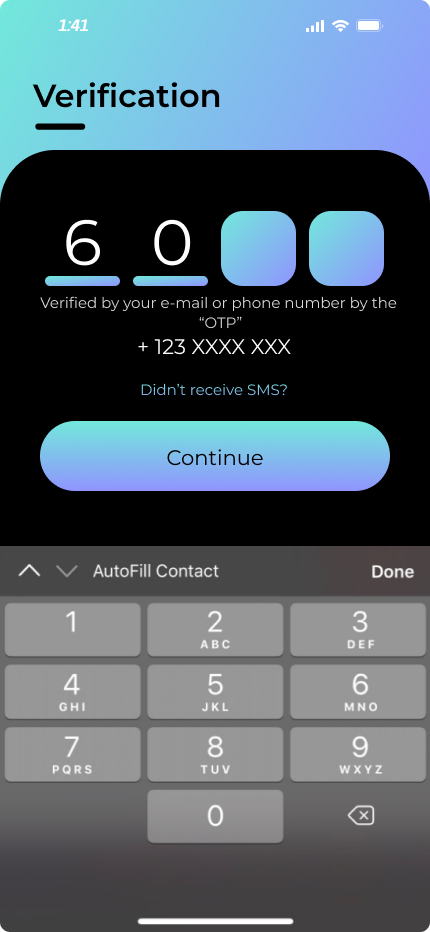 1:41
Verification
6 0
Verified by your e-mail or phone number by the
“OTP”
+ 123 XXXX XXX
Didn’t receive SMS?
Continue
AutoFill Contact Done
1 2 3
ABC DEF
4 5 6
GHI JKL MNO
7 8 9
PQRS TUV WXYZ
0